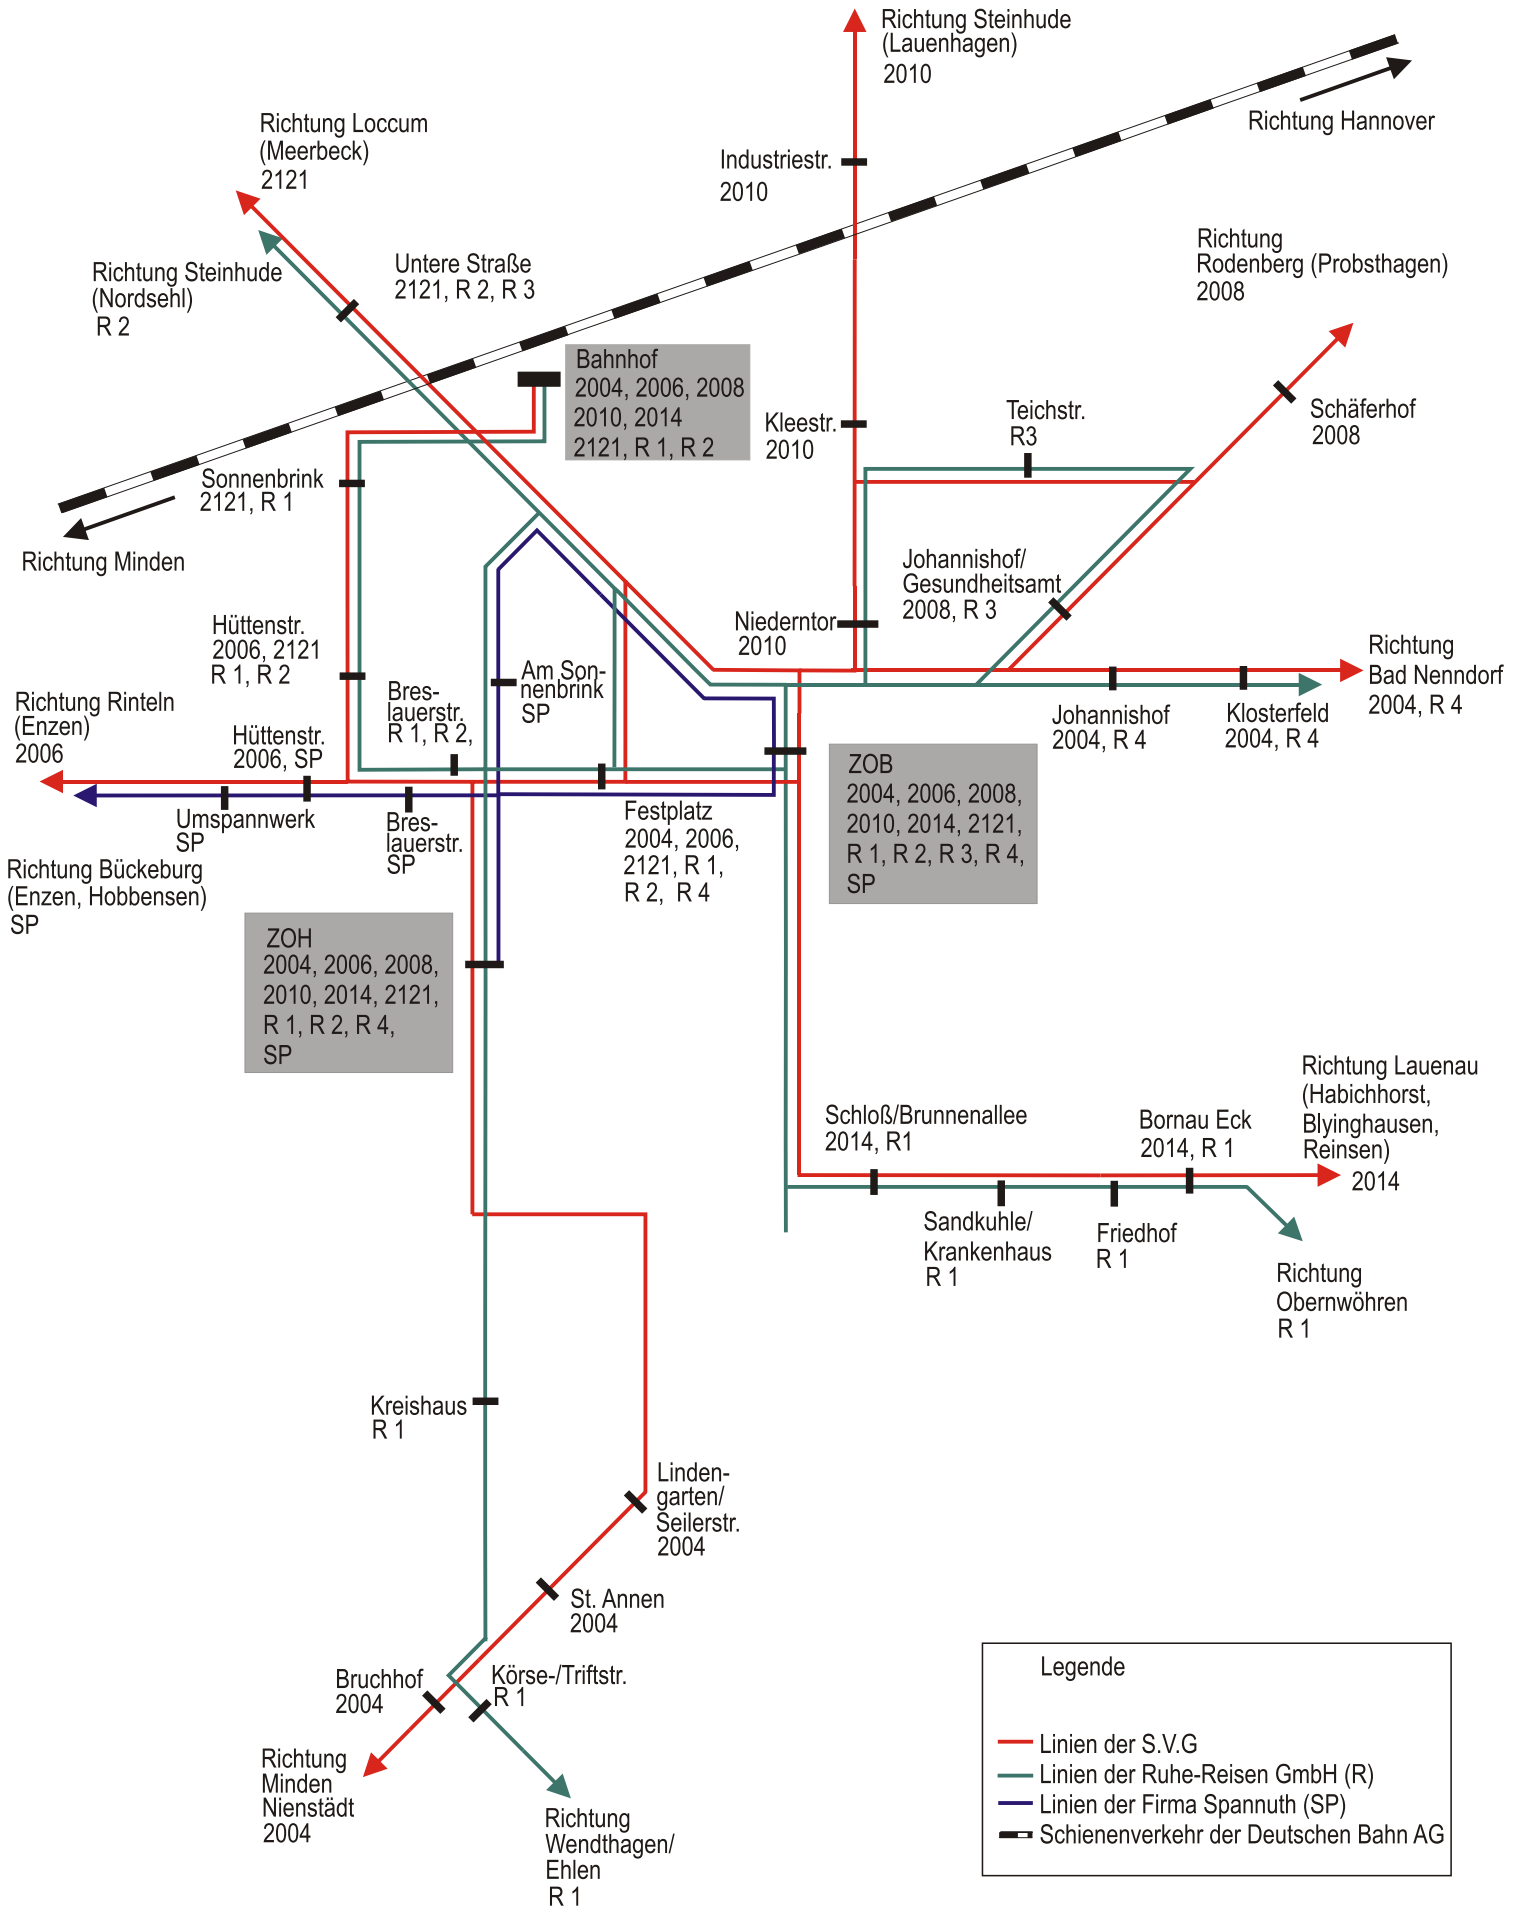 Richtung Steinhude
(Lauenhagen)
2010
Richtung Hannover
Richtung Loccum
(Meerbeck)
2121
Industriestr.
2010
Richtung
Rodenberg (Probsthagen)
2008
Untere Straße
2121, R 2, R 3
Richtung Steinhude
(Nordsehl)
R 2
Bahnhof
2004, 2006, 2008
2010, 2014
2121, R 1, R 2
Kleestr.
2010
Teichstr.
R3
Schäferhof
2008
Sonnenbrink
2121, R 1
Richtung Minden
Johannishof/
Gesundheitsamt
2008, R 3
Niederntor
2010
Hüttenstr.
2006, 2121
R 1, R 2
Am Son-
nenbrink
SP
Bres-
lauerstr.
R 1, R 2,
Richtung
Bad Nenndorf
2004, R 4
Johannishof
2004, R 4
Klosterfeld
2004, R 4
Richtung Rinteln
(Enzen)
2006
Hüttenstr.
2006, SP
ZOB
2004, 2006, 2008,
2010, 2014, 2121,
R 1, R 2, R 3, R 4,
SP
Umspannwerk
SP
Bres-
lauerstr.
SP
Festplatz
2004, 2006,
2121, R 1,
R 2, R 4
Richtung Bückeburg
(Enzen, Hobbensen)
SP
ZOH
2004, 2006, 2008,
2010, 2014, 2121,
R 1, R 2, R 4,
SP
Richtung Lauenau
(Habichhorst,
Blyinghausen,
Reinsen)
2014
Schloß/Brunnenallee
2014, R1
Bornau Eck
2014, R 1
Sandkuhle/
Krankenhaus
R 1
Friedhof
R 1
Richtung
Obernwöhren
R 1
Kreishaus
R 1
Linden-
garten/
Seilerstr.
2004
St. Annen
2004
Bruchhof
2004
Körse-/Triftstr.
R 1
Richtung
Minden
Nienstädt
2004
Richtung
Wendthagen/
Ehlen
R 1
Legende
Linien der S.V.G
Linien der Ruhe-Reisen GmbH (R)
Linien der Firma Spannuth (SP)
Schienenverkehr der Deutschen Bahn AG